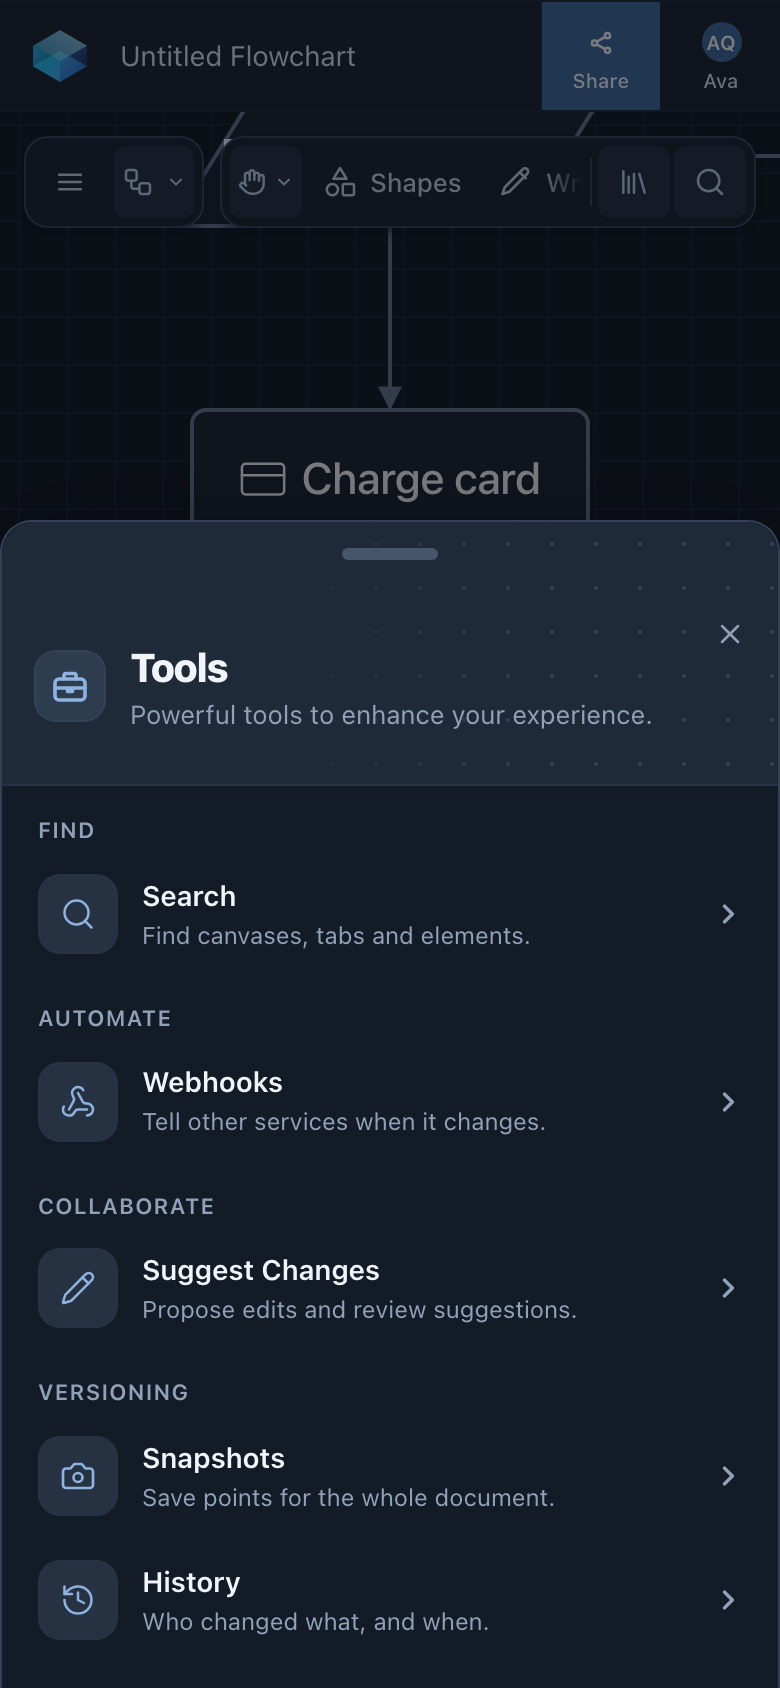 Untitled Flowchart
Share
AQ
Ava
Shapes
Wr
Charge card
Tools
Powerful tools to enhance your experience.
FIND
Search
Find canvases, tabs and elements.
AUTOMATE
Webhooks
Tell other services when it changes.
COLLABORATE
Suggest Changes
Propose edits and review suggestions.
VERSIONING
Snapshots
Save points for the whole document.
History
Who changed what, and when.